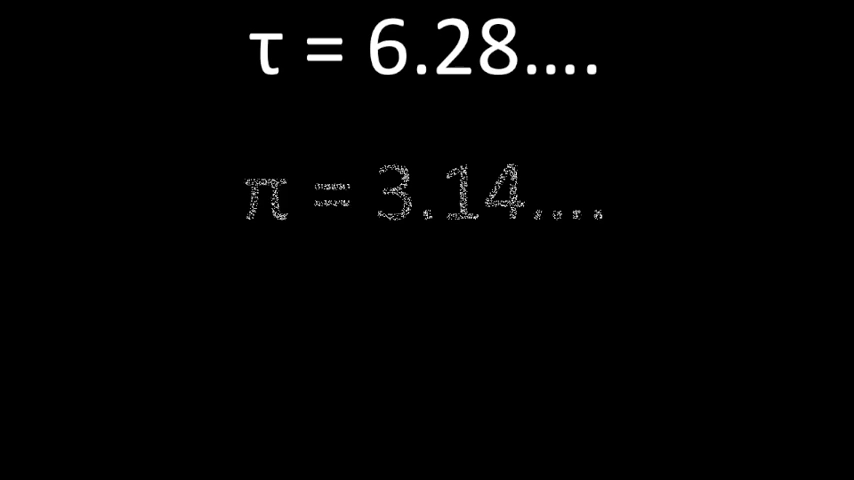 τ = 6.28….
π = 3.14….